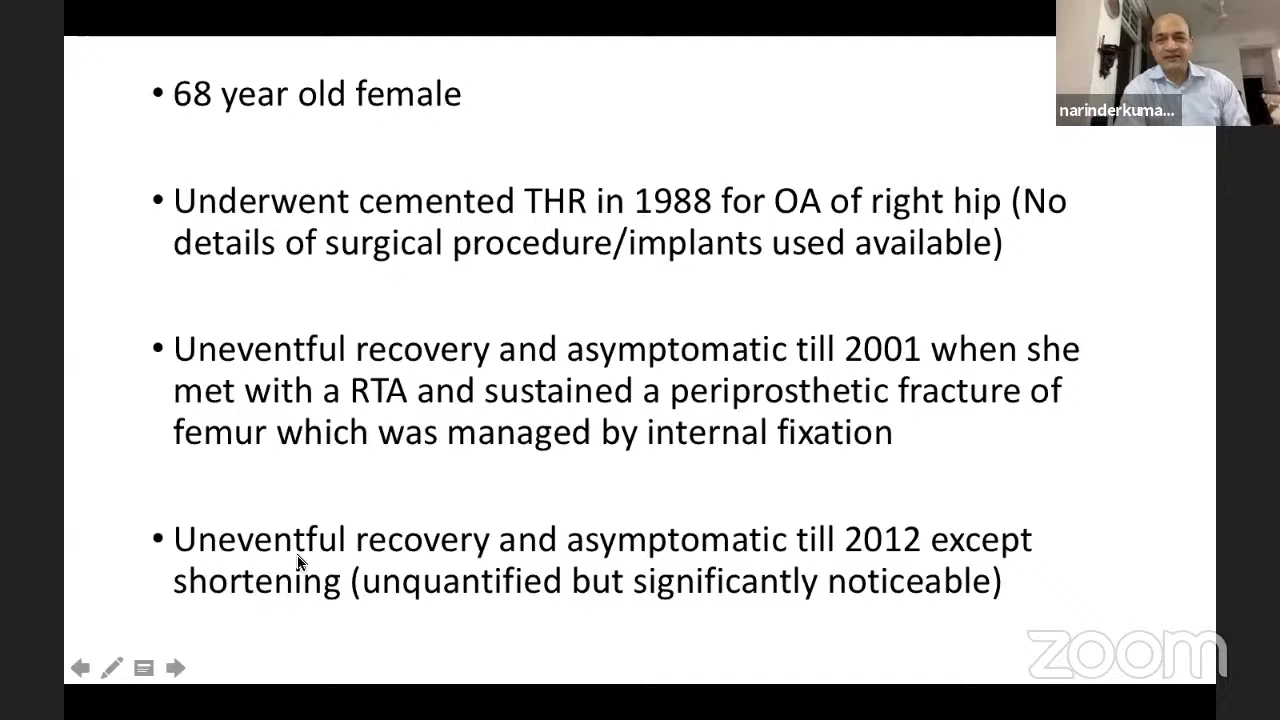 • 68 year old female
narinderkuma...
• Underwent cemented THR in 1988 for OA of right hip (No
details of surgical procedure/implants used available)
• Uneventful recovery and asymptomatic till 2001 when she
met with a RTA and sustained a periprosthetic fracture of
femur which was managed by internal fixation
• Uneventful recovery and asymptomatic till 2012 except
shortening (unquantified but significantly noticeable)
zoom